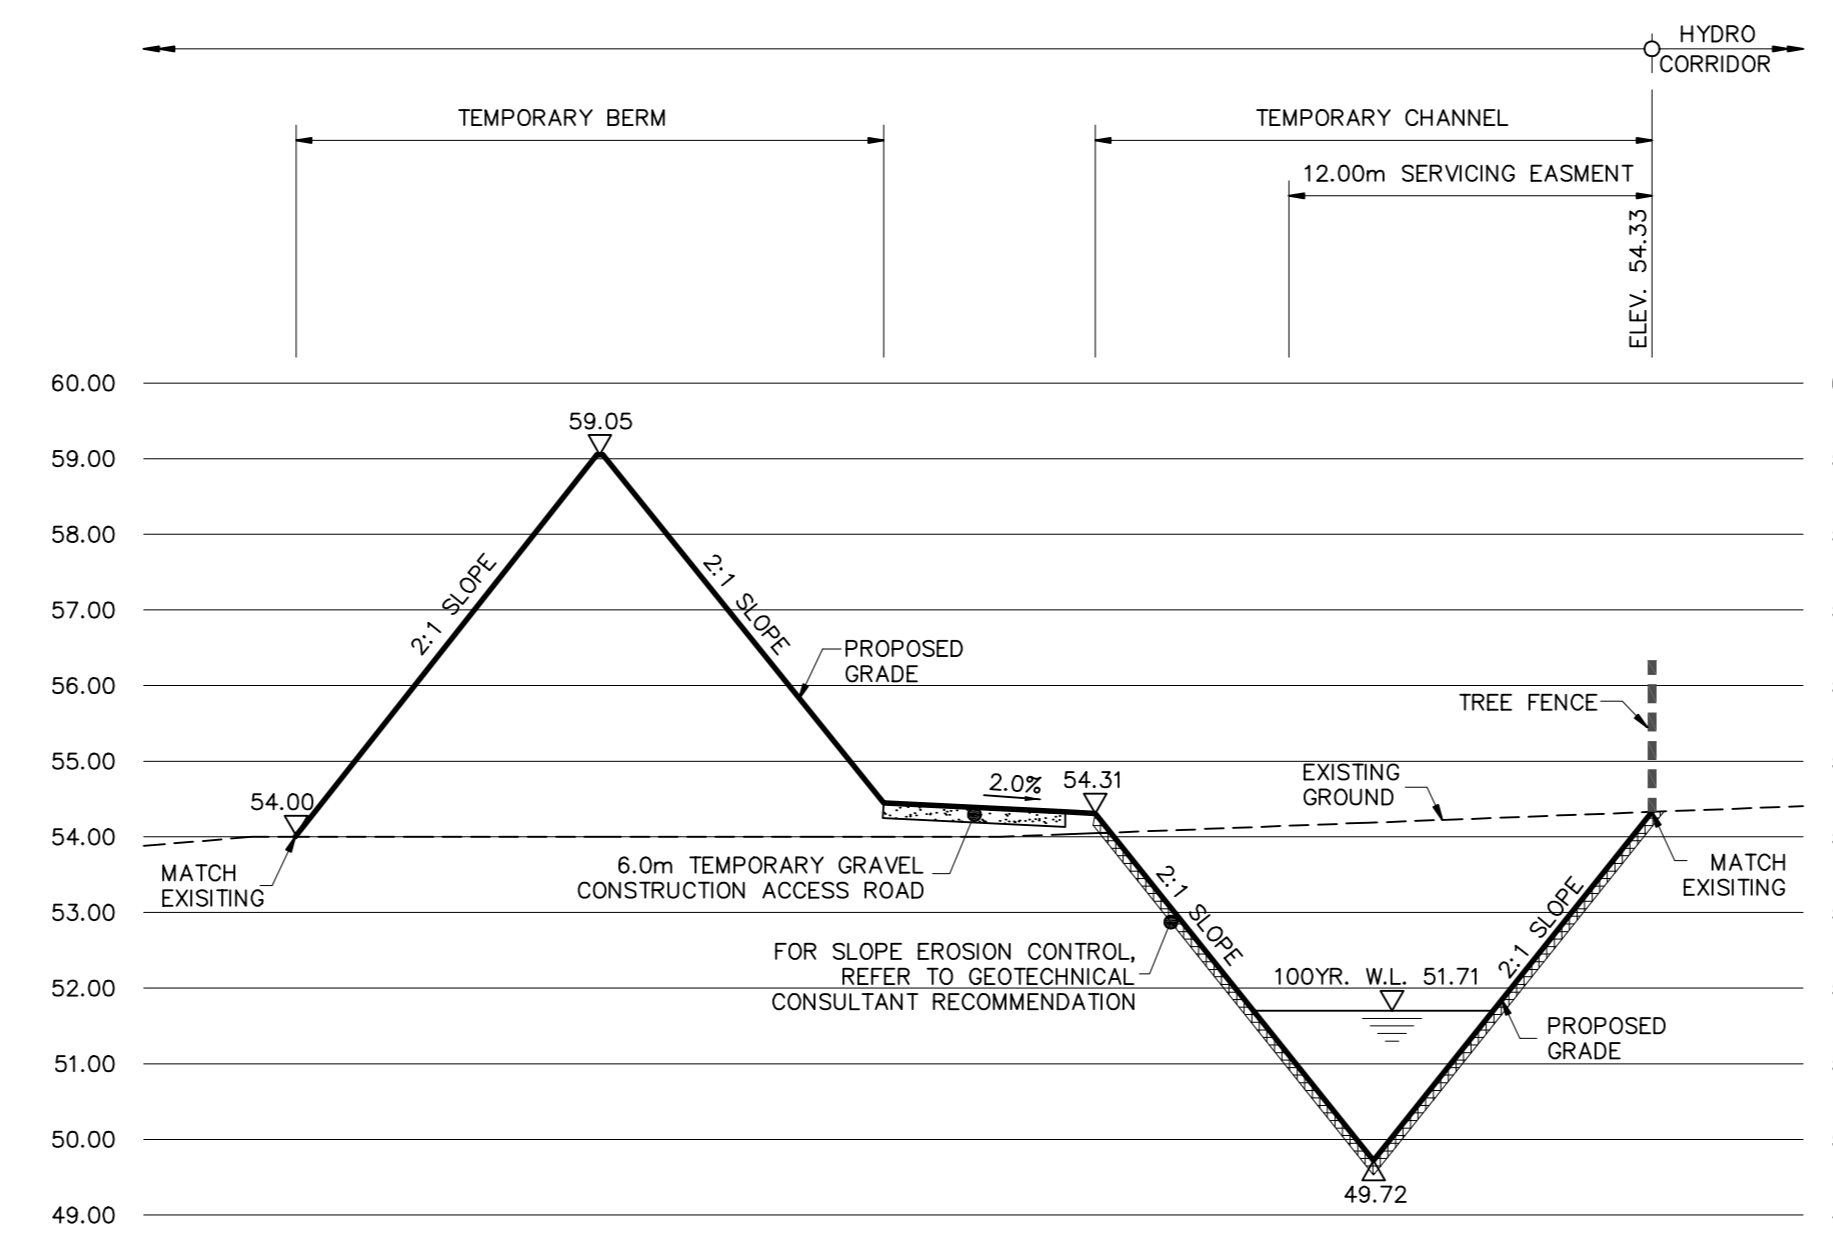 HYDRO
CORRIDOR
TEMPORARY BERM
TEMPORARY CHANNEL
12.00m SERVICING EASMENT
ELEV. 54.33
60.00
59.05
59.00
58.00
2:1 SLOPE
2:1 SLOPE
57.00
PROPOSED
GRADE
56.00
TREE FENCE
55.00
54.00
2.0%
54.31
EXISTING
GROUND
54.00
MATCH
EXISITING
6.0m TEMPORARY GRAVEL
CONSTRUCTION ACCESS ROAD
MATCH
EXISITING
53.00
2:1 SLOPE
2:1 SLOPE
FOR SLOPE EROSION CONTROL,
REFER TO GEOTECHNICAL
CONSULTANT RECOMMENDATION
52.00
100YR. W.L. 51.71
PROPOSED
GRADE
51.00
50.00
49.72
49.00